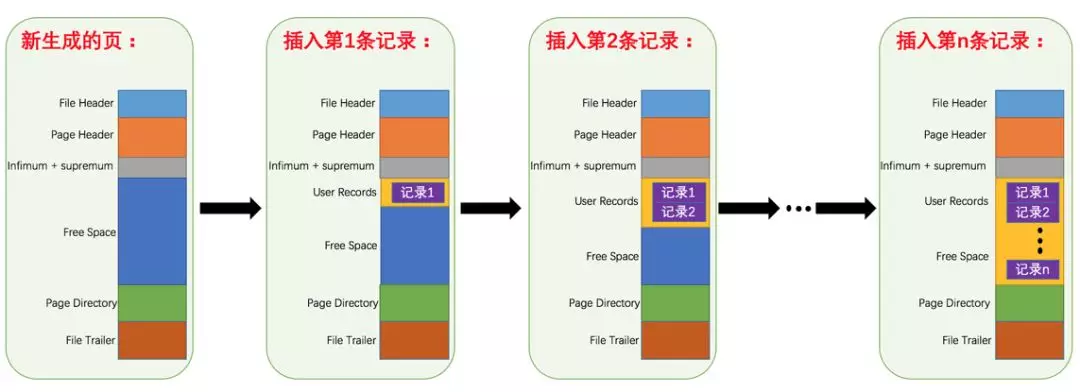 新生成的页：
File Header
Page Header
Infimum + supremum
Free Space
Page Directory
File Trailer
插入第1条记录：
File Header
Page Header
Infimum + supremum
User Records
记录1
Free Space
Page Directory
File Trailer
插入第2条记录：
File Header
Page Header
Infimum + supremum
User Records
记录1
记录2
Free Space
Page Directory
File Trailer
插入第n条记录：
File Header
Page Header
Infimum + supremum
User Records
记录1
记录2
Free Space
记录n
Page Directory
File Trailer